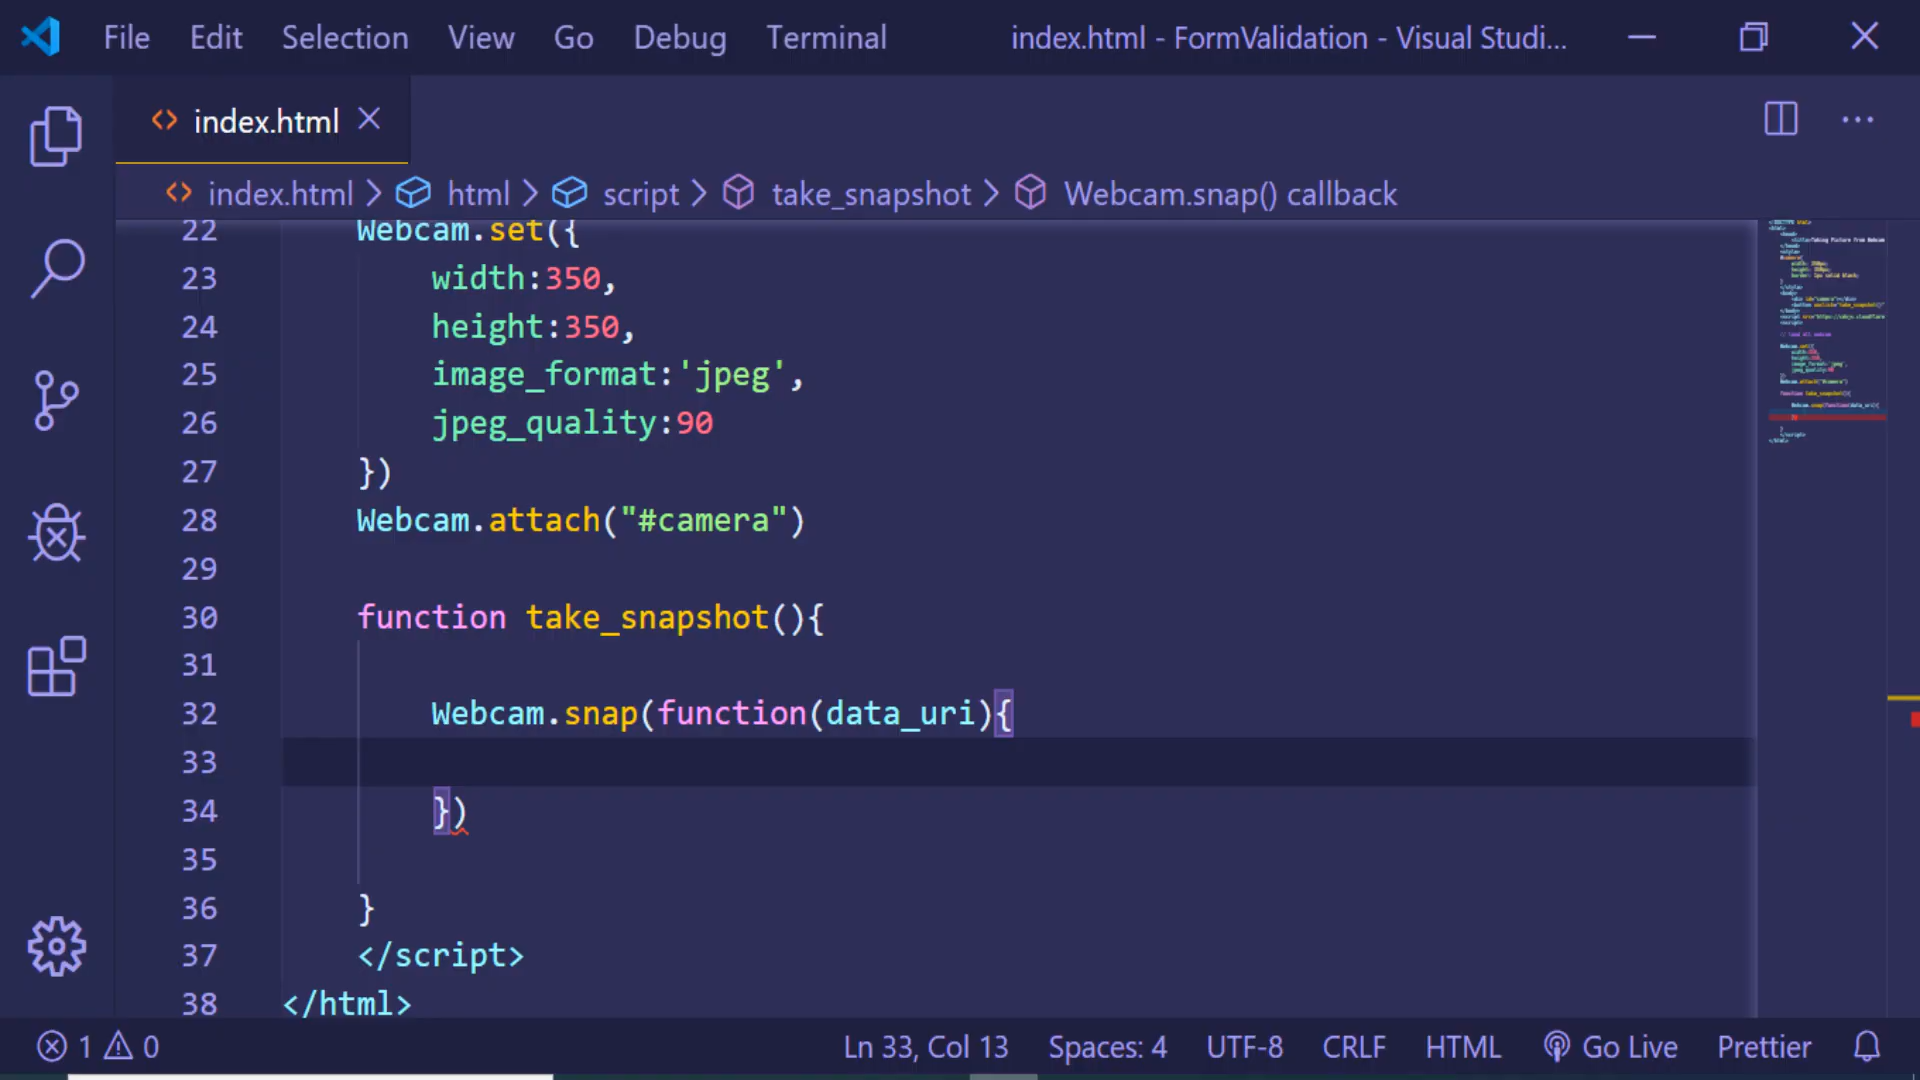 File Edit Selection View Go Debug Terminal index.html - FormValidation - Visual Studi...
index.html
index.html > html > script > take_snapshot > Webcam.snap() callback
22 Webcam.set({
23 width:350,
24 height:350,
25 image_format:'jpeg',
26 jpeg_quality:90
27 })
28 Webcam.attach("#camera")
29
30 function take_snapshot(){
31
32 Webcam.snap(function(data_uri){
33
34 })
35
36 }
37 </script>
38 </html>
1 0 Ln 33, Col 13 Spaces: 4 UTF-8 CRLF HTML Go Live Prettier